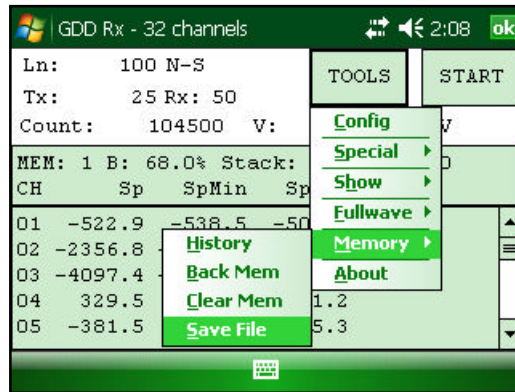 GDD Rx - 32 channels 2:08 ok
Ln: 100 N-S
TOOLS START
Tx: 25 Rx: 50
Count: 104500 V: V
Config
Special
Show
Fullwave
Memory
About
MEM: 1 B: 68.0% Stack: 0
CH Sp SpMin Sp
01 -522.9 -538.5 -50
02 -2356.8 -
03 -4097.4 -
04 329.5 1.2
05 -381.5 5.3
History
Back Mem
Clear Mem
Save File